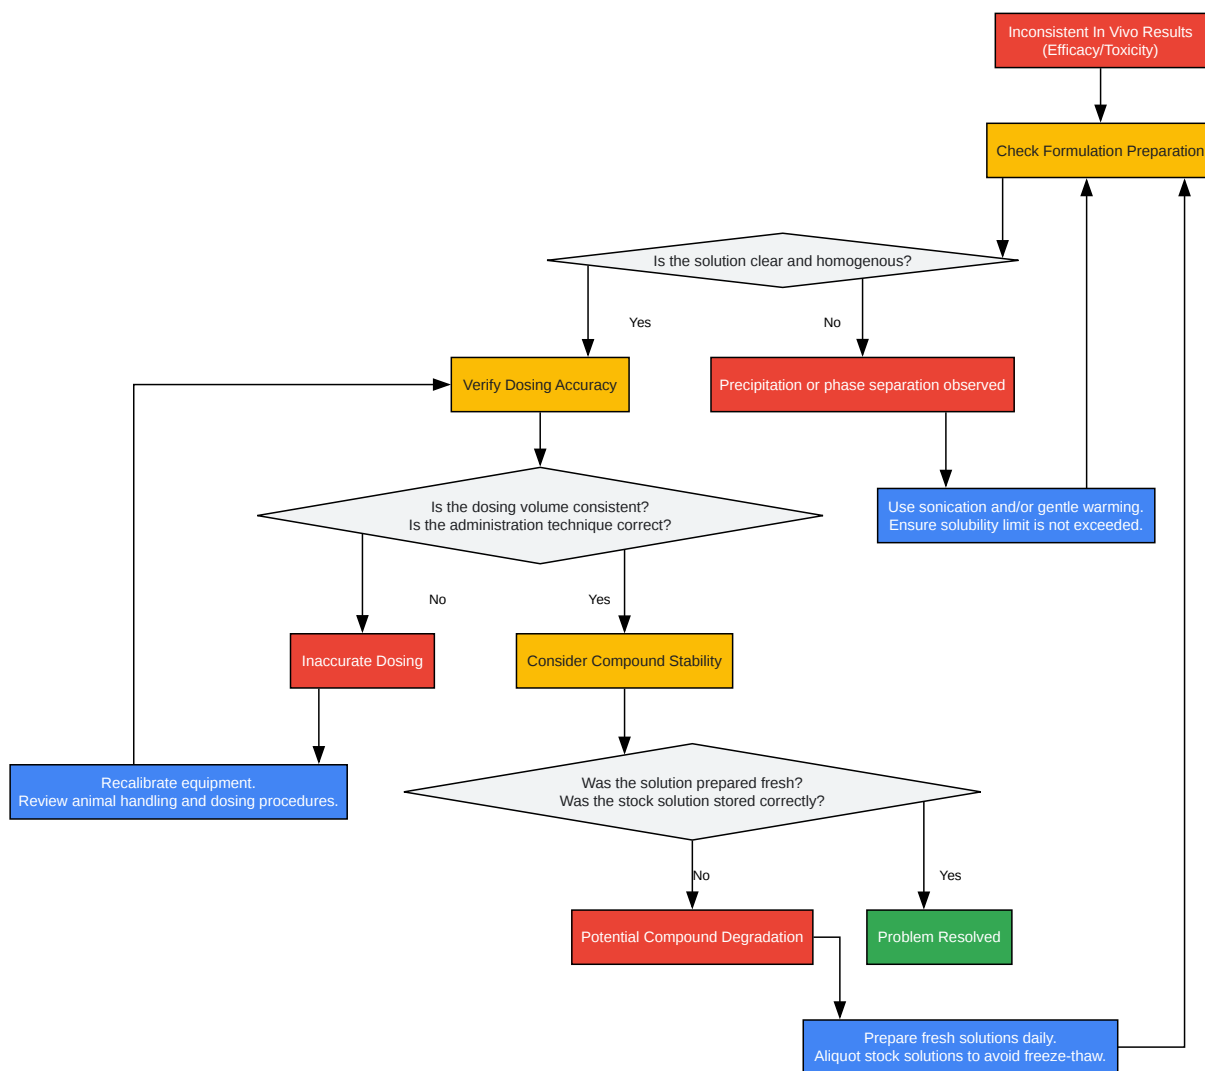 Inconsistent In Vivo Results
(Efficacy/Toxicity)
Check Formulation Preparation
Is the solution clear and homogenous?
Yes
No
Verify Dosing Accuracy
Precipitation or phase separation observed
Is the dosing volume consistent?
Is the administration technique correct?
Use sonication and/or gentle warming.
Ensure solubility limit is not exceeded.
No
Yes
Inaccurate Dosing
Consider Compound Stability
Recalibrate equipment.
Review animal handling and dosing procedures.
Was the solution prepared fresh?
Was the stock solution stored correctly?
No
Yes
Potential Compound Degradation
Problem Resolved
Prepare fresh solutions daily.
Aliquot stock solutions to avoid freeze-thaw.